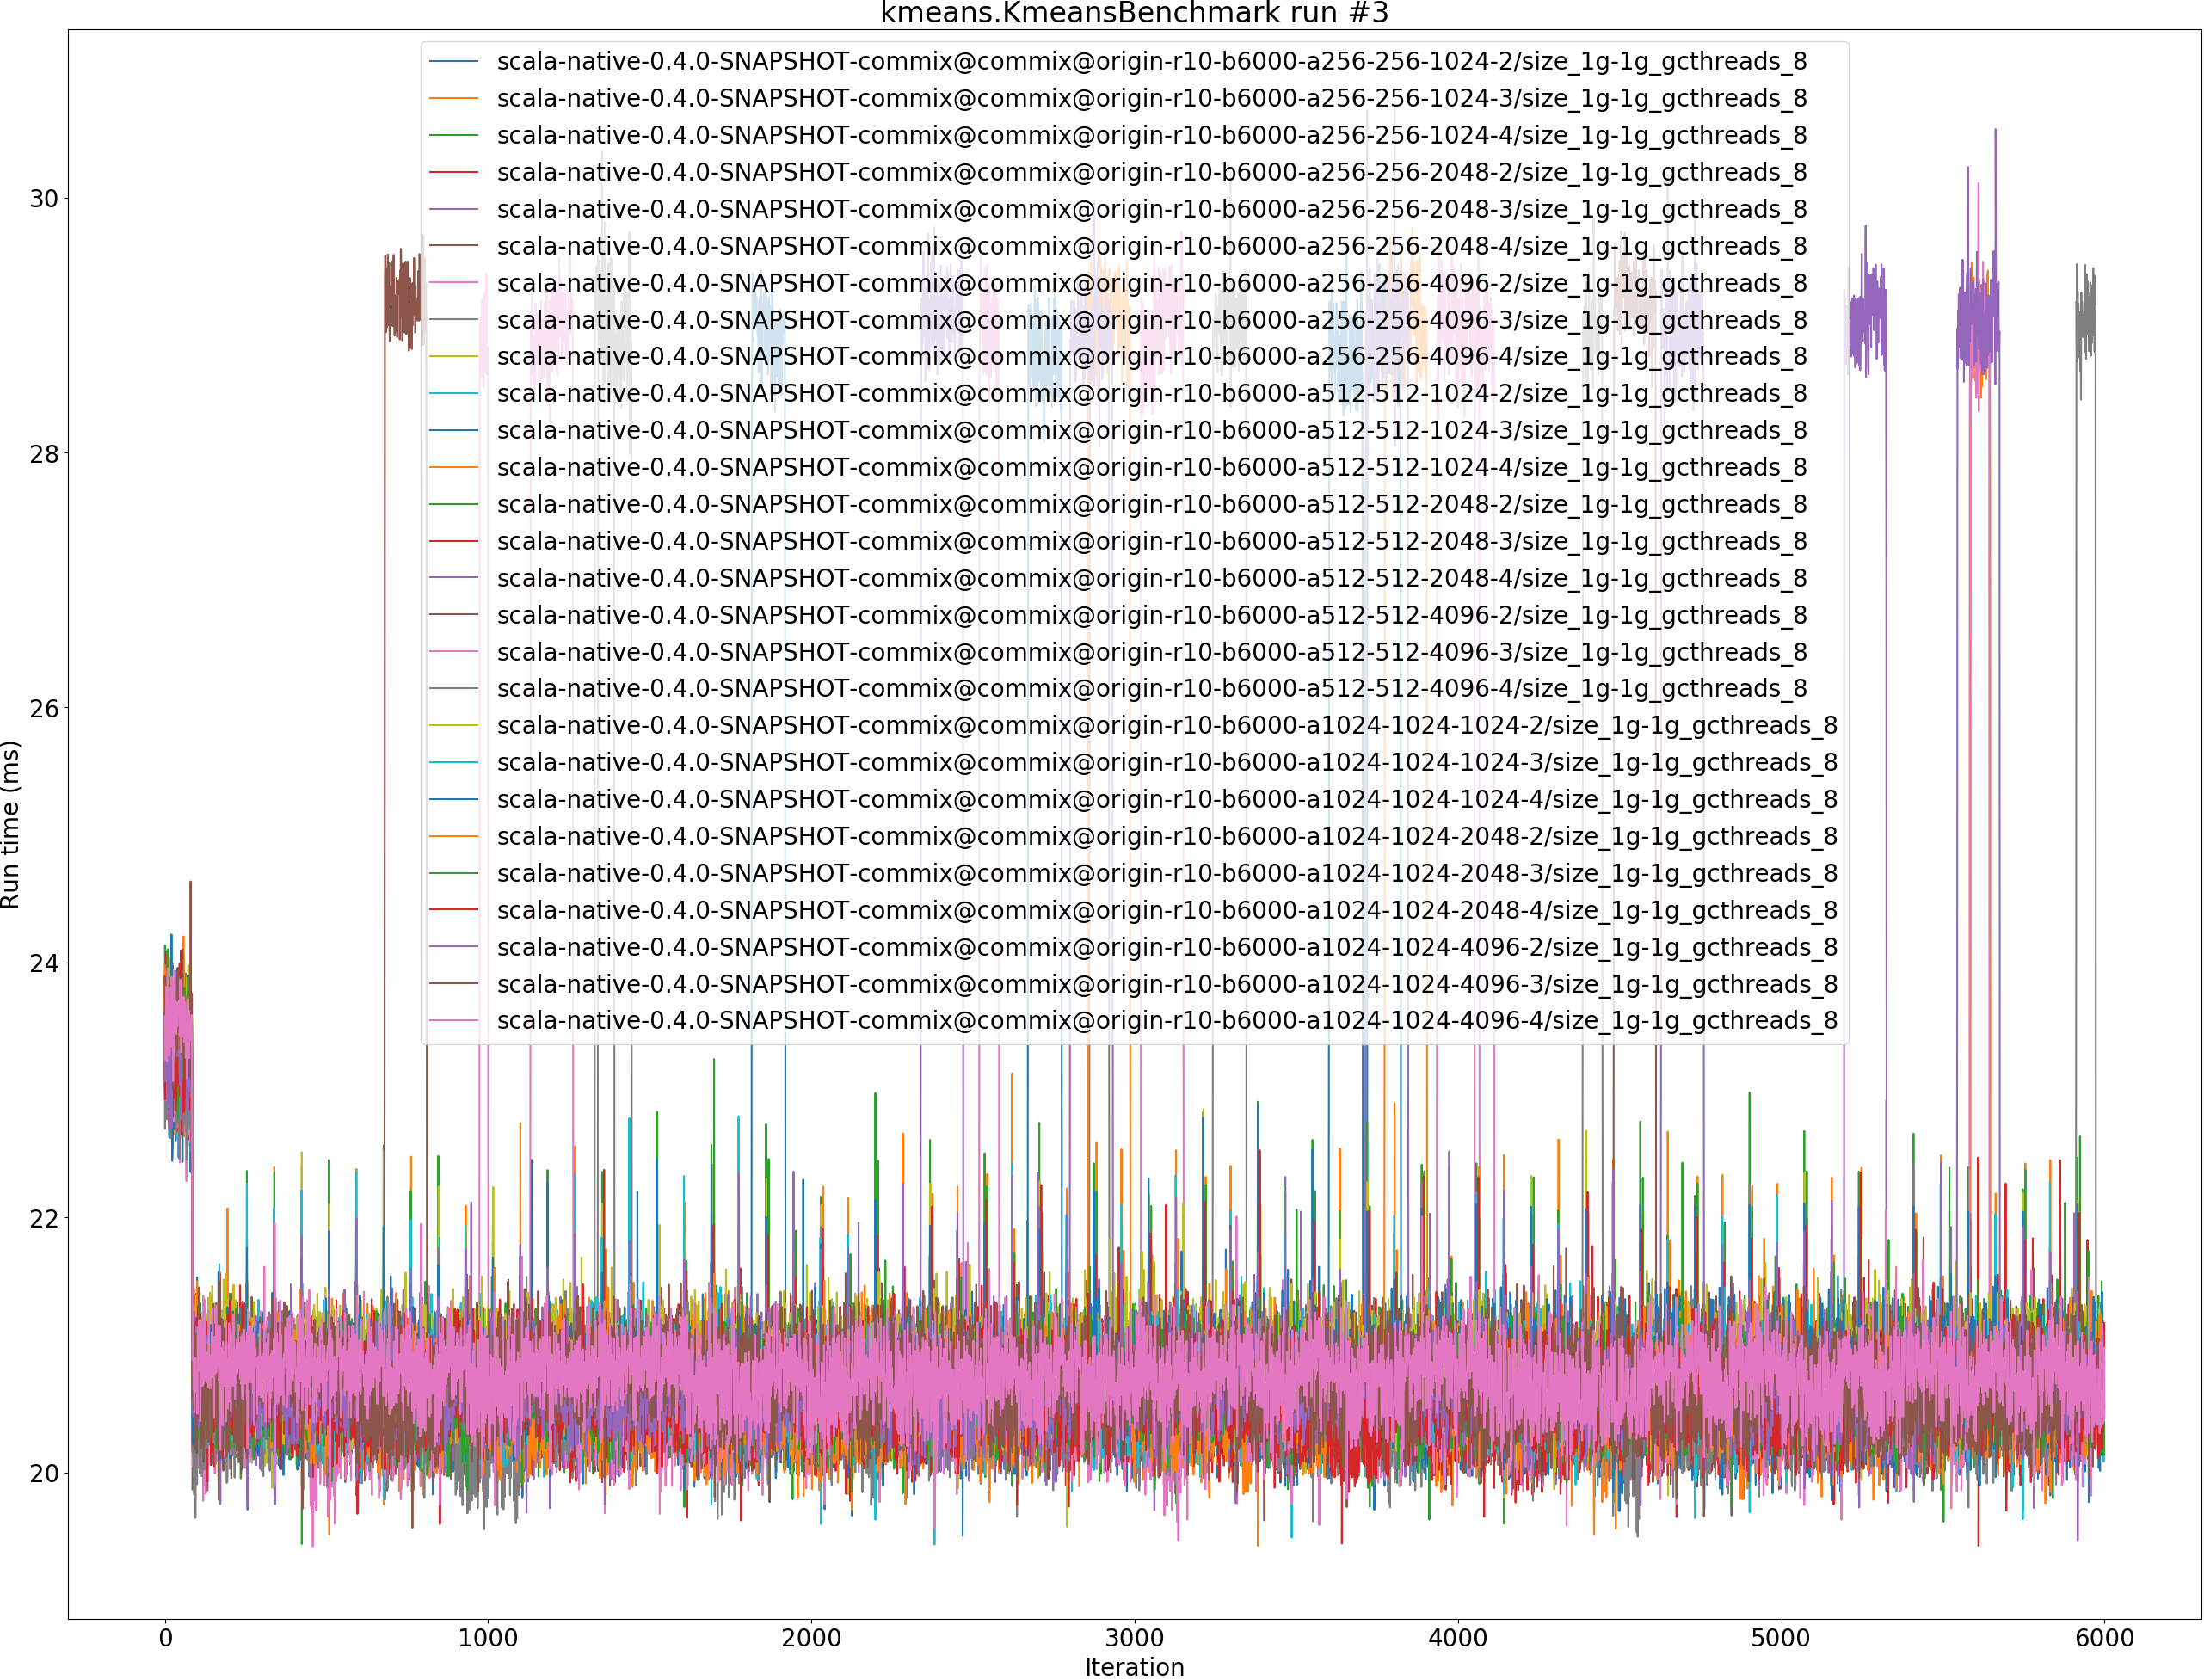 kmeans.KmeansBenchmark run #3
scala-native-0.4.0-SNAPSHOT-commix@commix@origin-r10-b6000-a256-256-1024-2/size_1g-1g_gcthreads_8
scala-native-0.4.0-SNAPSHOT-commix@commix@origin-r10-b6000-a256-256-1024-3/size_1g-1g_gcthreads_8
scala-native-0.4.0-SNAPSHOT-commix@commix@origin-r10-b6000-a256-256-1024-4/size_1g-1g_gcthreads_8
scala-native-0.4.0-SNAPSHOT-commix@commix@origin-r10-b6000-a256-256-2048-2/size_1g-1g_gcthreads_8
scala-native-0.4.0-SNAPSHOT-commix@commix@origin-r10-b6000-a256-256-2048-3/size_1g-1g_gcthreads_8
scala-native-0.4.0-SNAPSHOT-commix@commix@origin-r10-b6000-a256-256-2048-4/size_1g-1g_gcthreads_8
scala-native-0.4.0-SNAPSHOT-commix@commix@origin-r10-b6000-a256-256-4096-2/size_1g-1g_gcthreads_8
scala-native-0.4.0-SNAPSHOT-commix@commix@origin-r10-b6000-a256-256-4096-3/size_1g-1g_gcthreads_8
scala-native-0.4.0-SNAPSHOT-commix@commix@origin-r10-b6000-a256-256-4096-4/size_1g-1g_gcthreads_8
scala-native-0.4.0-SNAPSHOT-commix@commix@origin-r10-b6000-a512-512-1024-2/size_1g-1g_gcthreads_8
scala-native-0.4.0-SNAPSHOT-commix@commix@origin-r10-b6000-a512-512-1024-3/size_1g-1g_gcthreads_8
scala-native-0.4.0-SNAPSHOT-commix@commix@origin-r10-b6000-a512-512-1024-4/size_1g-1g_gcthreads_8
scala-native-0.4.0-SNAPSHOT-commix@commix@origin-r10-b6000-a512-512-2048-2/size_1g-1g_gcthreads_8
scala-native-0.4.0-SNAPSHOT-commix@commix@origin-r10-b6000-a512-512-2048-3/size_1g-1g_gcthreads_8
scala-native-0.4.0-SNAPSHOT-commix@commix@origin-r10-b6000-a512-512-2048-4/size_1g-1g_gcthreads_8
scala-native-0.4.0-SNAPSHOT-commix@commix@origin-r10-b6000-a512-512-4096-2/size_1g-1g_gcthreads_8
scala-native-0.4.0-SNAPSHOT-commix@commix@origin-r10-b6000-a512-512-4096-3/size_1g-1g_gcthreads_8
scala-native-0.4.0-SNAPSHOT-commix@commix@origin-r10-b6000-a512-512-4096-4/size_1g-1g_gcthreads_8
scala-native-0.4.0-SNAPSHOT-commix@commix@origin-r10-b6000-a1024-1024-1024-2/size_1g-1g_gcthreads_8
scala-native-0.4.0-SNAPSHOT-commix@commix@origin-r10-b6000-a1024-1024-1024-3/size_1g-1g_gcthreads_8
scala-native-0.4.0-SNAPSHOT-commix@commix@origin-r10-b6000-a1024-1024-1024-4/size_1g-1g_gcthreads_8
scala-native-0.4.0-SNAPSHOT-commix@commix@origin-r10-b6000-a1024-1024-2048-2/size_1g-1g_gcthreads_8
scala-native-0.4.0-SNAPSHOT-commix@commix@origin-r10-b6000-a1024-1024-2048-3/size_1g-1g_gcthreads_8
scala-native-0.4.0-SNAPSHOT-commix@commix@origin-r10-b6000-a1024-1024-2048-4/size_1g-1g_gcthreads_8
scala-native-0.4.0-SNAPSHOT-commix@commix@origin-r10-b6000-a1024-1024-4096-2/size_1g-1g_gcthreads_8
scala-native-0.4.0-SNAPSHOT-commix@commix@origin-r10-b6000-a1024-1024-4096-3/size_1g-1g_gcthreads_8
scala-native-0.4.0-SNAPSHOT-commix@commix@origin-r10-b6000-a1024-1024-4096-4/size_1g-1g_gcthreads_8
30
28
26
24
22
20
Run time (ms)
0 1000 2000 3000 4000 5000 6000
Iteration